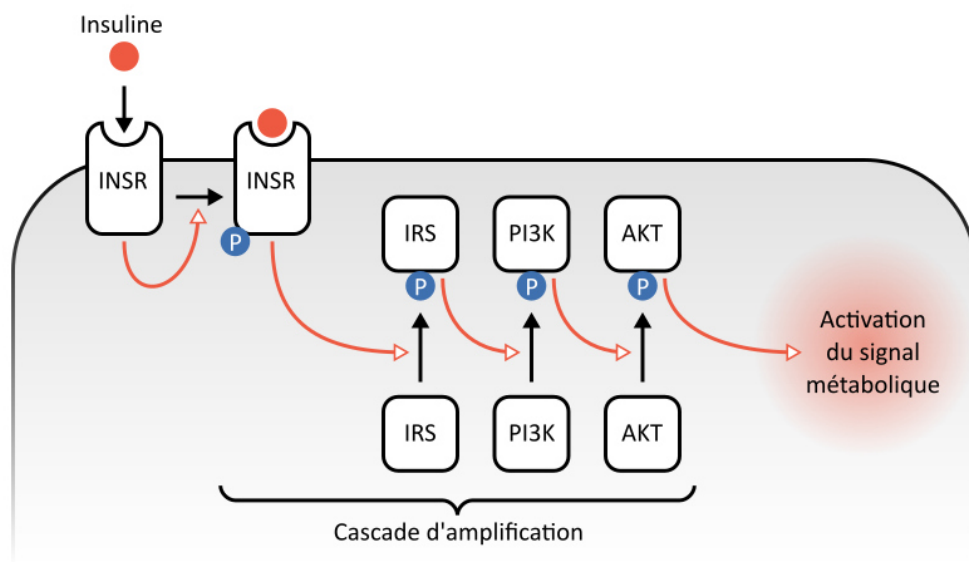 Insuline
INSR
INSR
P
IRS
PI3K
AKT
P
P
P
Activation
du signal
métabolique
IRS
PI3K
AKT
Cascade d'amplification